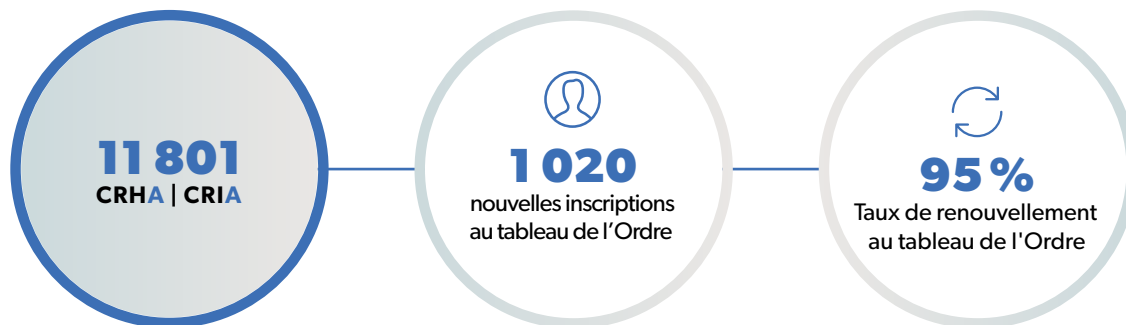 11 801
CRHA | CRIA
1 020
nouvelles inscriptions
au tableau de l’Ordre
95 %
Taux de renouvellement
au tableau de l'Ordre